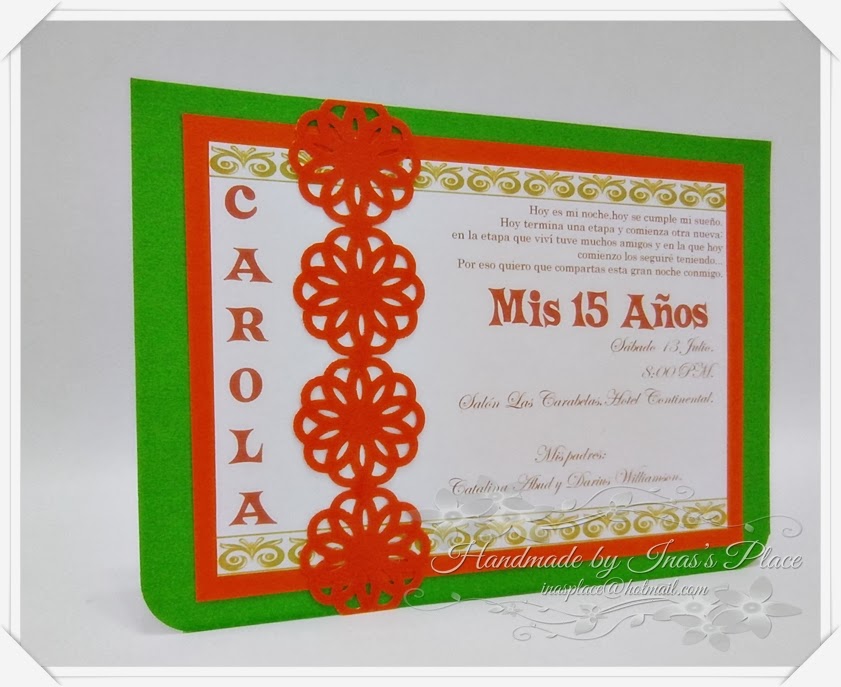 CAROLA
Hoy es mi noche,hoy se cumple mi sueño.
Hoy termina una etapa y comienza otra nueva:
en la etapa que vivi tuve muchos amigos y en la que hoy
comienzo los seguiré teniendo...
Por eso quiero que compartas esta gran noche conmigo.
Mis 15 Años
Sábado 13, Julio.
8:00 PM.
Salón Las Carabelas, Hotel Continental.
Mis padres:
Catalina Abud y Darius Williamson.
Handmade by Inas's Place
inasplace@hotmail.com